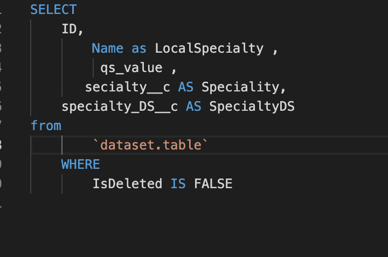 SELECT
ID,
Name as LocalSpecialty ,
qs_value ,
secialty__c AS Speciality,
specialty_DS__c AS SpecialtyDS
from
`dataset.table`
WHERE
IsDeleted IS FALSE